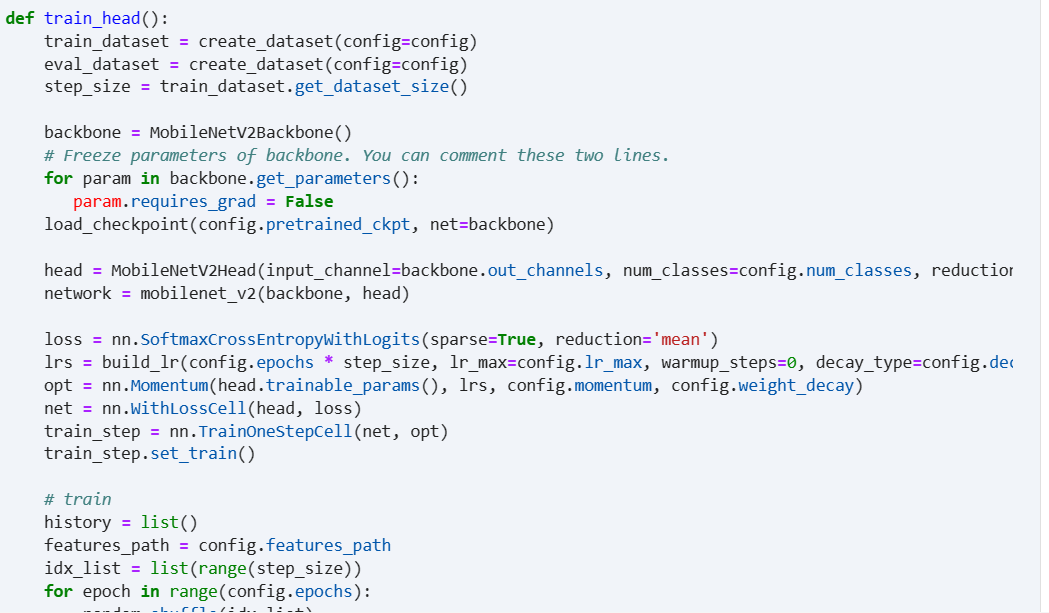 def train_head():
    train_dataset = create_dataset(config=config)
    eval_dataset = create_dataset(config=config)
    step_size = train_dataset.get_dataset_size()

    backbone = MobileNetV2Backbone()
    # Freeze parameters of backbone. You can comment these two lines.
    for param in backbone.get_parameters():
       param.requires_grad = False
    load_checkpoint(config.pretrained_ckpt, net=backbone)

    head = MobileNetV2Head(input_channel=backbone.out_channels, num_classes=config.num_classes, reduction
    network = mobilenet_v2(backbone, head)

    loss = nn.SoftmaxCrossEntropyWithLogits(sparse=True, reduction='mean')
    lrs = build_lr(config.epochs * step_size, lr_max=config.lr_max, warmup_steps=0, decay_type=config.dec
    opt = nn.Momentum(head.trainable_params(), lrs, config.momentum, config.weight_decay)
    net = nn.WithLossCell(head, loss)
    train_step = nn.TrainOneStepCell(net, opt)
    train_step.set_train()

    # train
    history = list()
    features_path = config.features_path
    idx_list = list(range(step_size))
    for epoch in range(config.epochs):
        random.shuffle(idx_list)